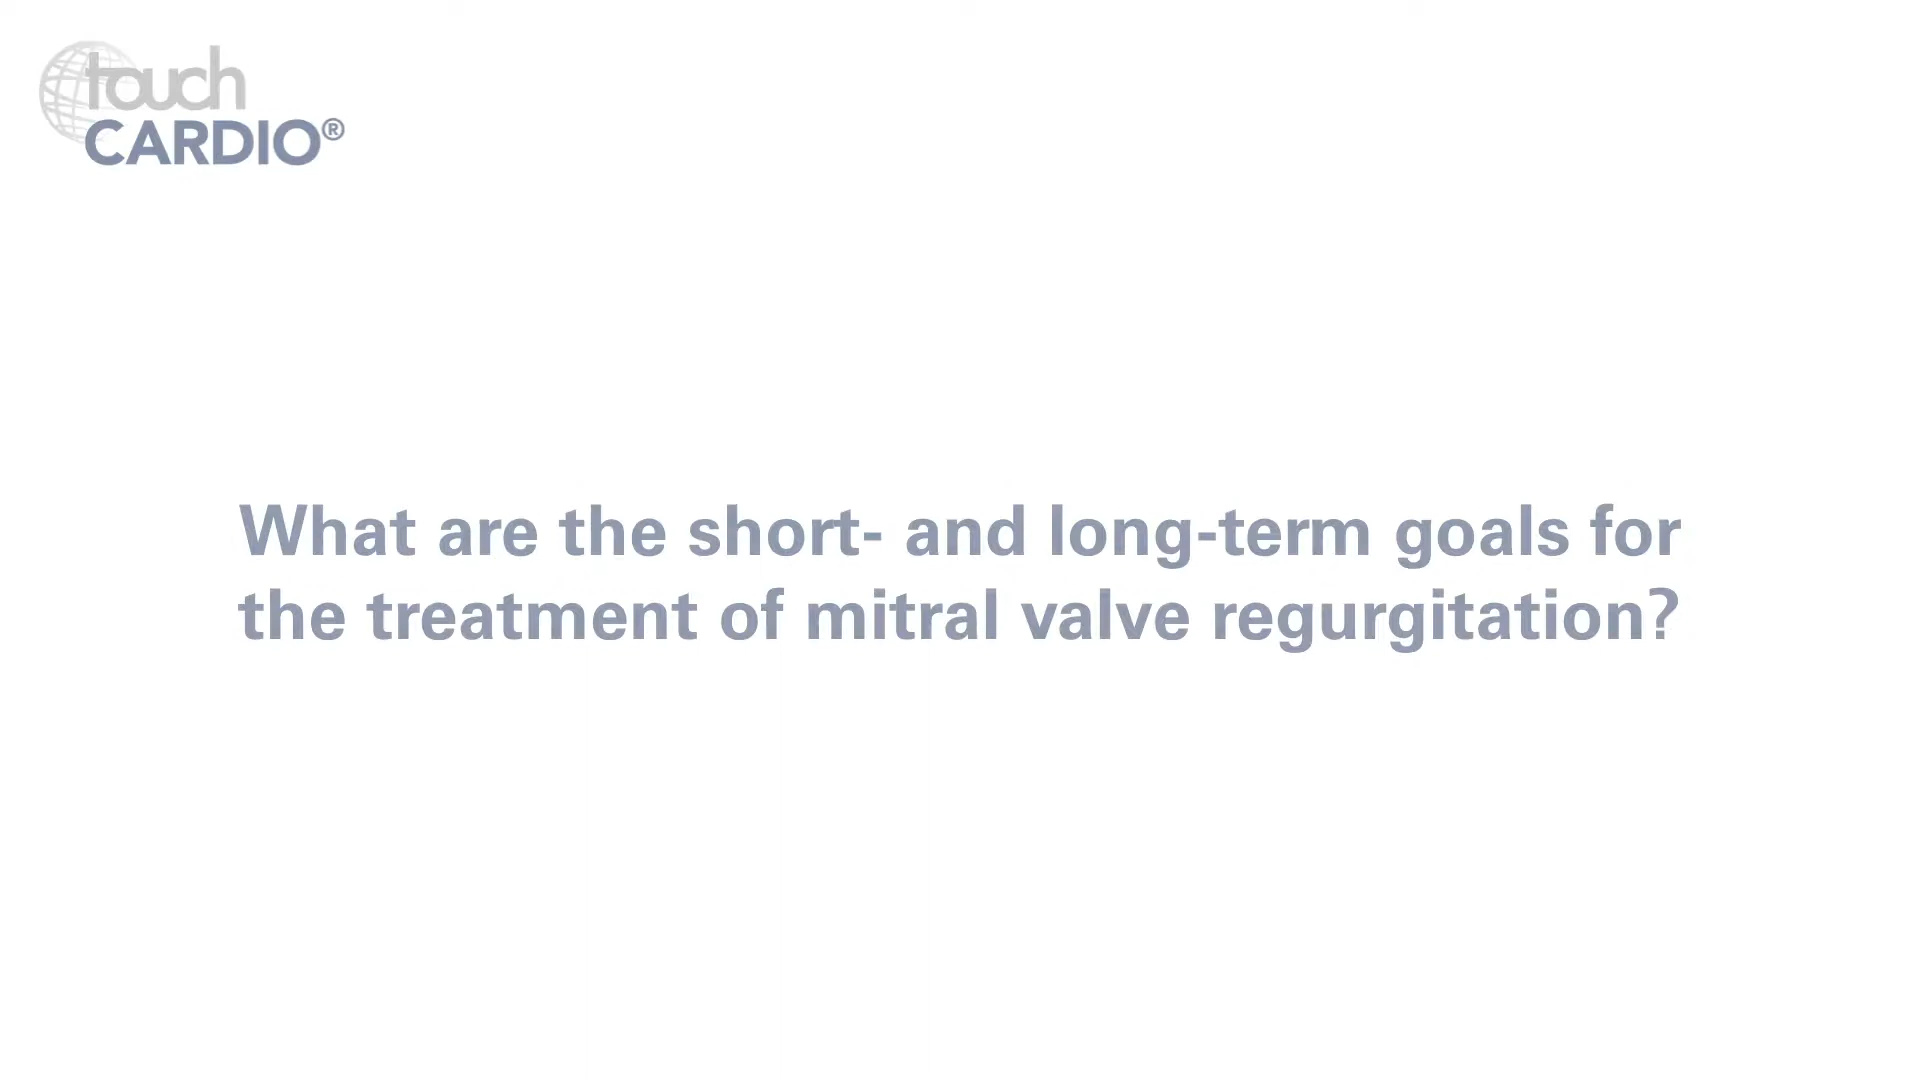 touch
CARDIO®
What are the short- and long-term goals for
the treatment of mitral valve regurgitation?